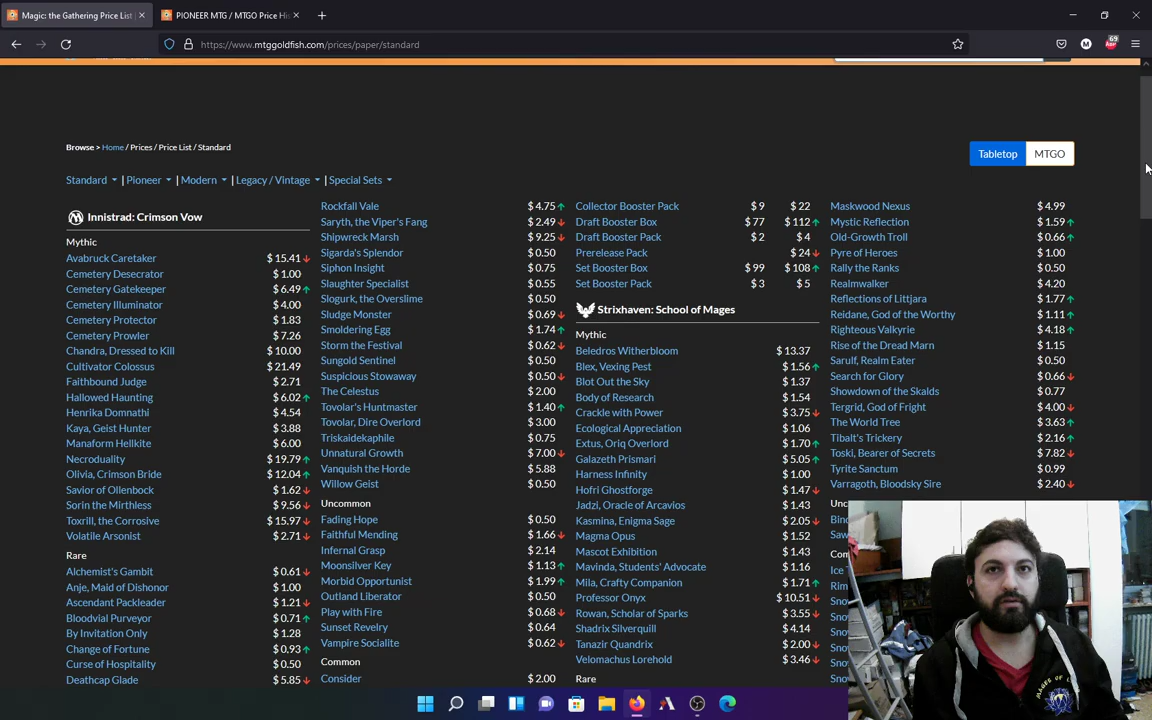 Magic: the Gathering Price List |
PIONEER MTG / MTGO Price His
https://www.mtggoldfish.com/prices/paper/standard
69
Browse > Home / Prices / Price List / Standard
Tabletop
MTGO
Standard | Pioneer | Modern | Legacy / Vintage | Special Sets
Innistrad: Crimson Vow
Mythic
Avabruck Caretaker $ 15.41
Cemetery Desecrator $ 1.00
Cemetery Gatekeeper $ 6.49
Cemetery Illuminator $ 4.00
Cemetery Protector $ 1.83
Cemetery Prowler $ 7.26
Chandra, Dressed to Kill $ 10.00
Cultivator Colossus $ 21.49
Faithbound Judge $ 2.71
Hallowed Haunting $ 6.02
Henrika Domnathi $ 4.54
Kaya, Geist Hunter $ 3.88
Manaform Hellkite $ 6.00
Necroduality $ 19.79
Olivia, Crimson Bride $ 12.04
Savior of Ollenbock $ 1.62
Sorin the Mirthless $ 9.56
Toxrill, the Corrosive $ 15.97
Volatile Arsonist $ 2.71
Rare
Alchemist's Gambit $ 0.61
Anje, Maid of Dishonor $ 1.00
Ascendant Packleader $ 1.21
Bloodvial Purveyor $ 0.71
By Invitation Only $ 1.28
Change of Fortune $ 0.93
Curse of Hospitality $ 0.50
Deathcap Glade $ 5.85
Rockfall Vale $ 4.75
Saryth, the Viper's Fang $ 2.49
Shipwreck Marsh $ 9.25
Sigarda's Splendor $ 0.50
Siphon Insight $ 0.75
Slaughter Specialist $ 0.55
Slogurk, the Overslime $ 0.50
Sludge Monster $ 0.69
Smoldering Egg $ 1.74
Storm the Festival $ 0.62
Sungold Sentinel $ 0.50
Suspicious Stowaway $ 0.50
The Celestus $ 2.00
Tovolar's Huntmaster $ 1.40
Tovolar, Dire Overlord $ 3.00
Triskaidekaphile $ 0.75
Unnatural Growth $ 7.00
Vanquish the Horde $ 5.88
Willow Geist $ 0.50
Uncommon
Fading Hope $ 0.50
Faithful Mending $ 1.66
Infernal Grasp $ 2.14
Moonsilver Key $ 1.13
Morbid Opportunist $ 1.99
Outland Liberator $ 0.50
Play with Fire $ 0.68
Sunset Revelry $ 0.64
Vampire Socialite $ 0.62
Common
Consider $ 2.00
Collector Booster Pack $ 9 $ 22
Draft Booster Box $ 77 $ 112
Draft Booster Pack $ 2 $ 4
Prerelease Pack $ 24
Set Booster Box $ 99 $ 108
Set Booster Pack $ 3 $ 5
Strixhaven: School of Mages
Mythic
Beledros Witherbloom $ 13.37
Blex, Vexing Pest $ 1.56
Blot Out the Sky $ 1.37
Body of Research $ 1.54
Crackle with Power $ 3.75
Ecological Appreciation $ 1.06
Extus, Oriq Overlord $ 1.70
Galazeth Prismari $ 5.05
Harness Infinity $ 1.00
Hofri Ghostforge $ 1.47
Jadzi, Oracle of Arcavios $ 1.43
Kasmina, Enigma Sage $ 2.05
Magma Opus $ 1.52
Mascot Exhibition $ 1.43
Mavinda, Students' Advocate $ 1.16
Mila, Crafty Companion $ 1.71
Professor Onyx $ 10.51
Rowan, Scholar of Sparks $ 3.55
Shadrix Silverquill $ 4.14
Tanazir Quandrix $ 2.00
Velomachus Lorehold $ 3.46
Rare
Maskwood Nexus $ 4.99
Mystic Reflection $ 1.59
Old-Growth Troll $ 0.66
Pyre of Heroes $ 1.00
Rally the Ranks $ 0.50
Realmwalker $ 4.20
Reflections of Littjara $ 1.77
Reidane, God of the Worthy $ 1.11
Righteous Valkyrie $ 4.18
Rise of the Dread Marn $ 1.15
Sarulf, Realm Eater $ 0.50
Search for Glory $ 0.66
Showdown of the Skalds $ 0.77
Tergrid, God of Fright $ 4.00
The World Tree $ 3.63
Tibalt's Trickery $ 2.16
Toski, Bearer of Secrets $ 7.82
Tyrite Sanctum $ 0.99
Varragoth, Bloodsky Sire $ 2.40
Un
Bin
Saw
Com
Ice
Rim
Sno
Sno
Sno
Sno
Sno